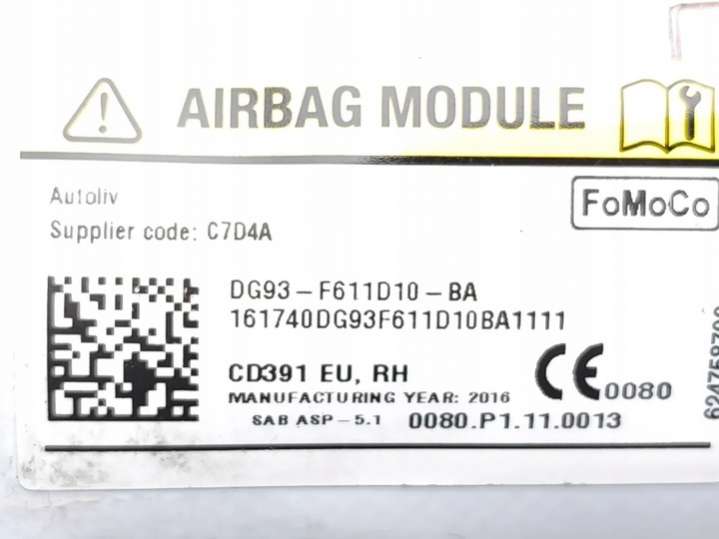 AIRBAG MODULE
Autoliv
FoMoCo
Supplier code: C7D4A
DG93-F611D10-BA
161740DG93F611D10BA1111
CD391 EU, RH
CE 0080
MANUFACTURING YEAR: 2016
SAB ASP-5.1 0080.P1.11.0013